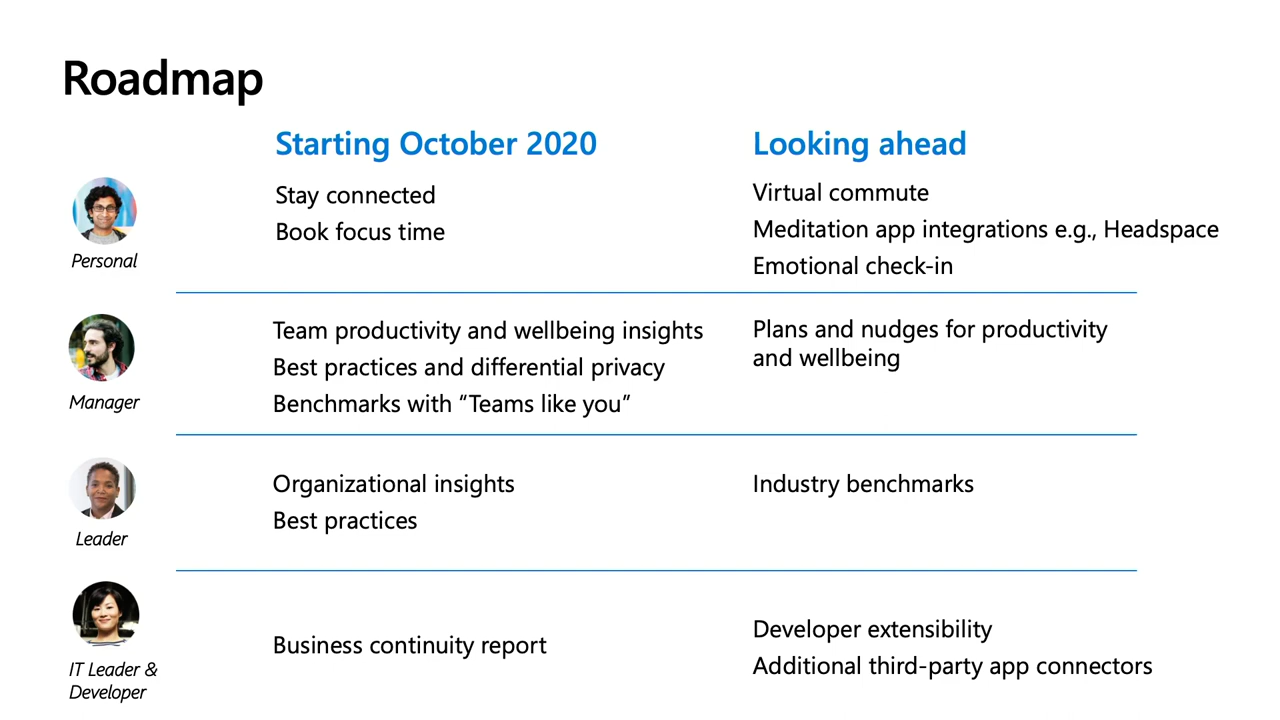 Roadmap
Starting October 2020
Looking ahead
Personal
Stay connected
Book focus time
Virtual commute
Meditation app integrations e.g., Headspace
Emotional check-in
Manager
Team productivity and wellbeing insights
Best practices and differential privacy
Benchmarks with “Teams like you”
Plans and nudges for productivity
and wellbeing
Leader
Organizational insights
Best practices
Industry benchmarks
IT Leader &
Developer
Business continuity report
Developer extensibility
Additional third-party app connectors